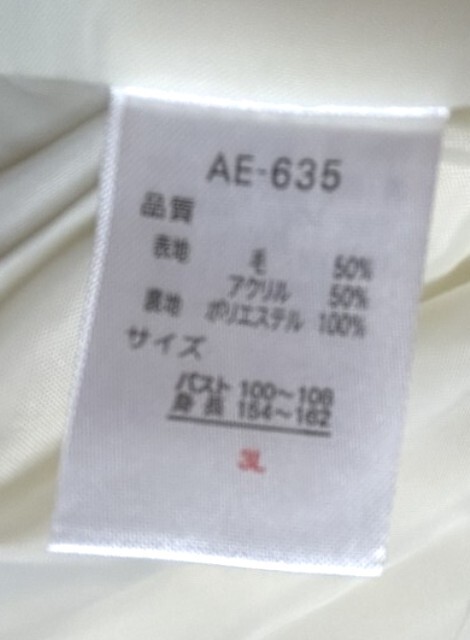 AE-635
品質
表地 毛 50%
アクリル 50%
裏地 ポリエステル 100%
サイズ
バスト 100～108
身長 154～162
3L